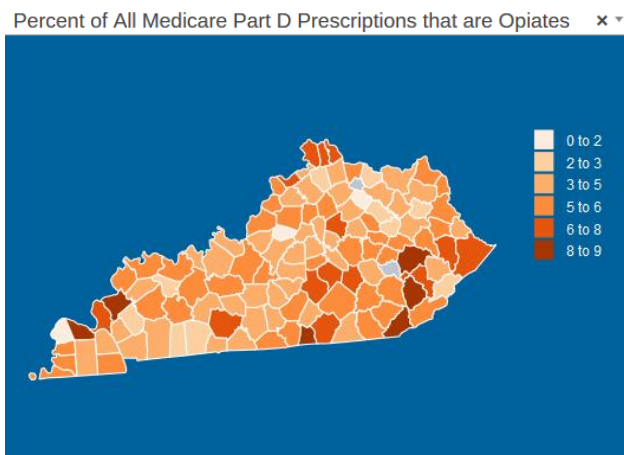 Percent of All Medicare Part D Prescriptions that are Opiates
0 to 2
2 to 3
3 to 5
5 to 6
6 to 8
8 to 9